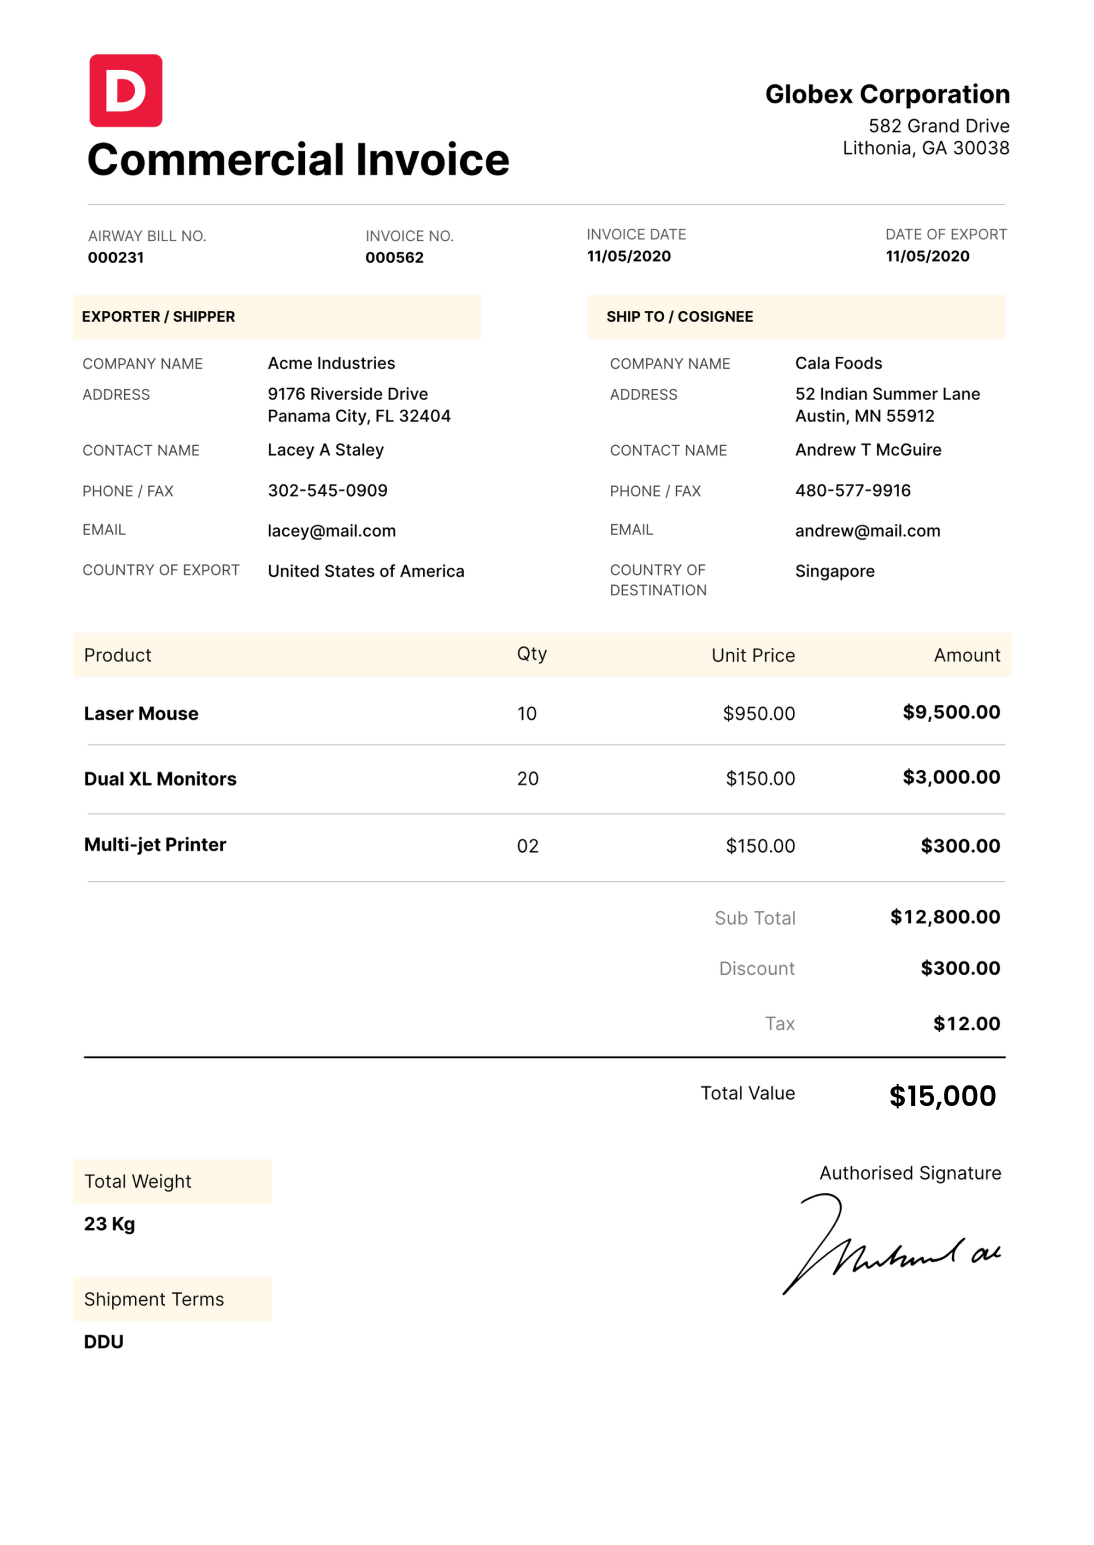 D
Commercial Invoice
Globex Corporation
582 Grand Drive
Lithonia, GA 30038
AIRWAY BILL NO.
000231
INVOICE NO.
000562
INVOICE DATE
11/05/2020
DATE OF EXPORT
11/05/2020
EXPORTER / SHIPPER
COMPANY NAME Acme Industries
ADDRESS 9176 Riverside Drive
Panama City, FL 32404
CONTACT NAME Lacey A Staley
PHONE / FAX 302-545-0909
EMAIL lacey@mail.com
COUNTRY OF EXPORT United States of America
SHIP TO / COSIGNEE
COMPANY NAME Cala Foods
ADDRESS 52 Indian Summer Lane
Austin, MN 55912
CONTACT NAME Andrew T McGuire
PHONE / FAX 480-577-9916
EMAIL andrew@mail.com
COUNTRY OF Singapore
DESTINATION
Product Qty Unit Price Amount
Laser Mouse 10 $950.00 $9,500.00
Dual XL Monitors 20 $150.00 $3,000.00
Multi-jet Printer 02 $150.00 $300.00
Sub Total $12,800.00
Discount $300.00
Tax $12.00
Total Value $15,000
Total Weight
23 Kg
Authorised Signature
Shipment Terms
DDU